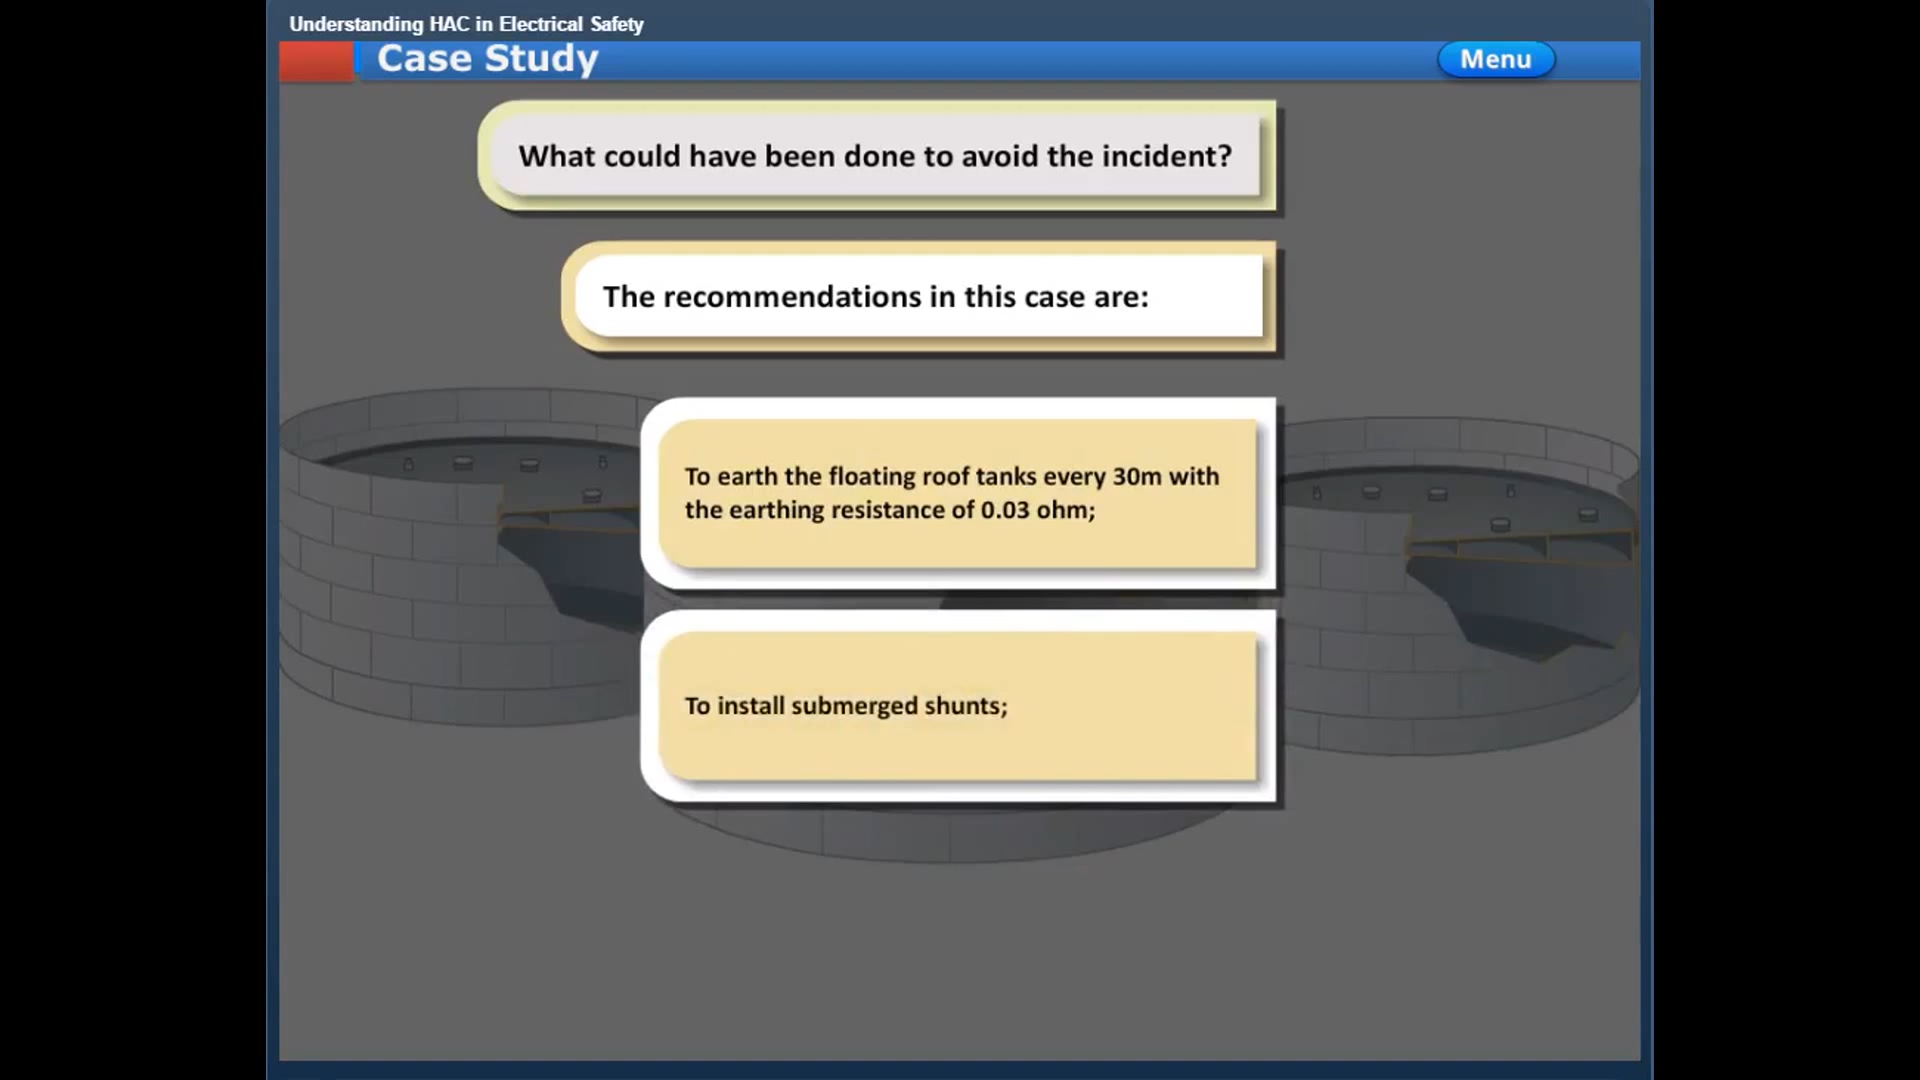 Understanding HAC in Electrical Safety
Case Study
Menu
What could have been done to avoid the incident?
The recommendations in this case are:
To earth the floating roof tanks every 30m with
the earthing resistance of 0.03 ohm;
To install submerged shunts;